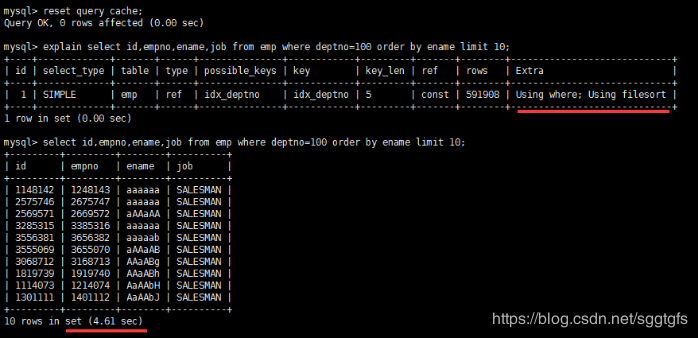 mysql> reset query cache;
Query OK, 0 rows affected (0.00 sec)
mysql> explain select id,empno,ename,job from emp where deptno=100 order by ename limit 10;
+----+-------------+-------+------+---------------+------------+---------+-------+--------+-----------------------------+
| id | select_type | table | type | possible_keys | key | key_len | ref | rows | Extra |
+----+-------------+-------+------+---------------+------------+---------+-------+--------+-----------------------------+
| 1 | SIMPLE | emp | ref | idx_deptno | idx_deptno | 5 | const | 591908 | Using where; Using filesort |
+----+-------------+-------+------+---------------+------------+---------+-------+--------+-----------------------------+
1 row in set (0.00 sec)
mysql> select id,empno,ename,job from emp where deptno=100 order by ename limit 10;
+---------+---------+--------+----------+
| id | empno | ename | job |
+---------+---------+--------+----------+
| 1148142 | 1248143 | aaaaaa | SALESMAN |
| 2575746 | 2675747 | aaaaaa | SALESMAN |
| 2569571 | 2669572 | aAAaAA | SALESMAN |
| 3285315 | 3385316 | aaaaaa | SALESMAN |
| 3556381 | 3656382 | aaaaab | SALESMAN |
| 3555069 | 3655070 | aAAaAB | SALESMAN |
| 3068712 | 3168713 | AAaABg | SALESMAN |
| 1819739 | 1919740 | AAaABh | SALESMAN |
| 1114073 | 1214074 | AaAAbH | SALESMAN |
| 1301111 | 1401112 | AaAAbJ | SALESMAN |
+---------+---------+--------+----------+
10 rows in set (4.61 sec)
https://blog.csdn.net/sggtgfs